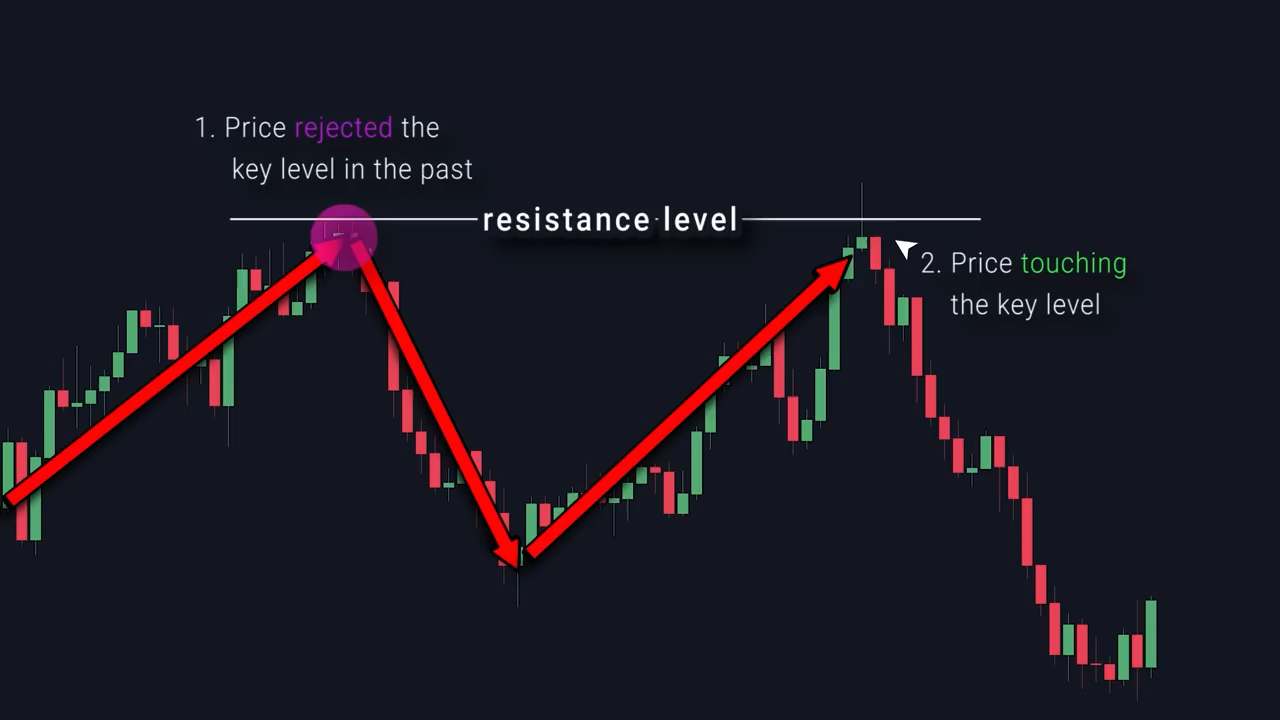 1. Price rejected the
key level in the past
resistance level
2. Price touching
the key level